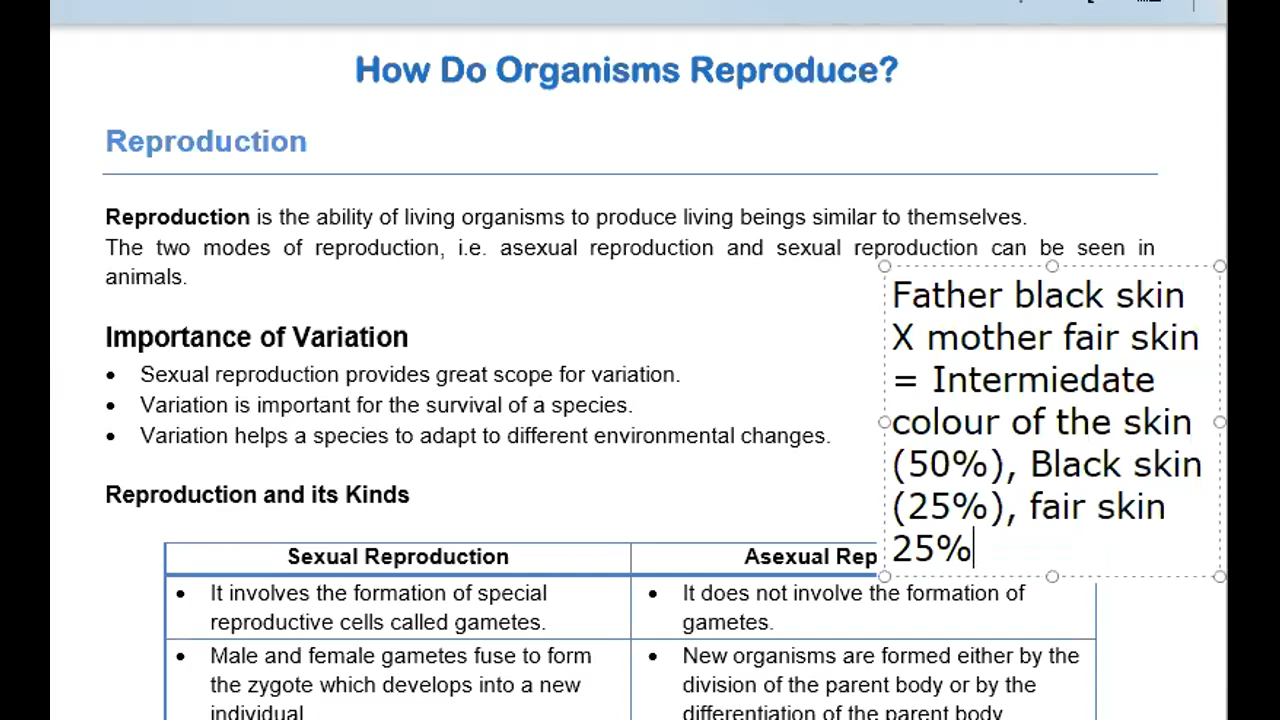 How Do Organisms Reproduce?
Reproduction
Reproduction is the ability of living organisms to produce living beings similar to themselves.
The two modes of reproduction, i.e. asexual reproduction and sexual reproduction can be seen in
animals.
Importance of Variation
• Sexual reproduction provides great scope for variation.
• Variation is important for the survival of a species.
• Variation helps a species to adapt to different environmental changes.
Father black skin
X mother fair skin
= Intermiedate
colour of the skin
(50%), Black skin
(25%), fair skin
25%
Reproduction and its Kinds
Sexual Reproduction
• It involves the formation of special
reproductive cells called gametes.
• Male and female gametes fuse to form
the zygote which develops into a new
individual
Asexual Rep
• It does not involve the formation of
gametes.
• New organisms are formed either by the
division of the parent body or by the
differentiation of the parent body